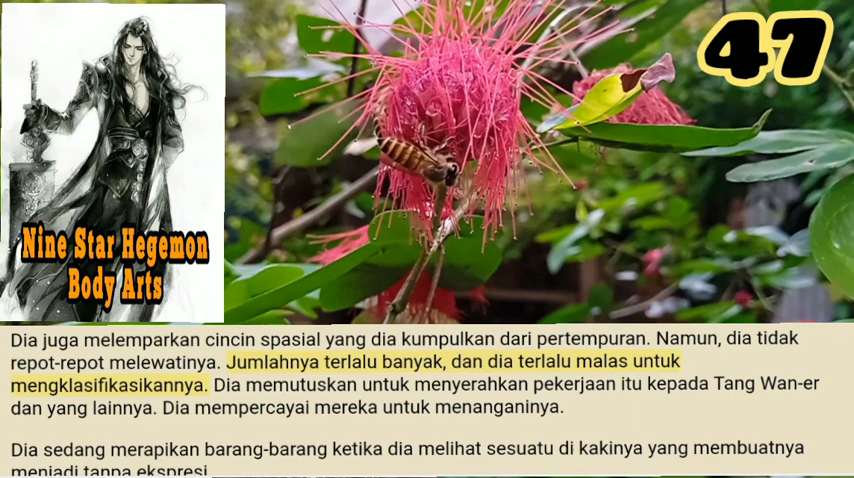 47
Nine Star Hegemon
Body Arts
Dia juga melemparkan cincin spasial yang dia kumpulkan dari pertempuran. Namun, dia tidak
repot-repot melewatinya. Jumlahnya terlalu banyak, dan dia terlalu malas untuk
mengklasifikasikannya. Dia memutuskan untuk menyerahkan pekerjaan itu kepada Tang Wan-er
dan yang lainnya. Dia mempercayai mereka untuk menanganinya.
Dia sedang merapikan barang-barang ketika dia melihat sesuatu di kakinya yang membuatnya
menjadi tanpa ekspresi